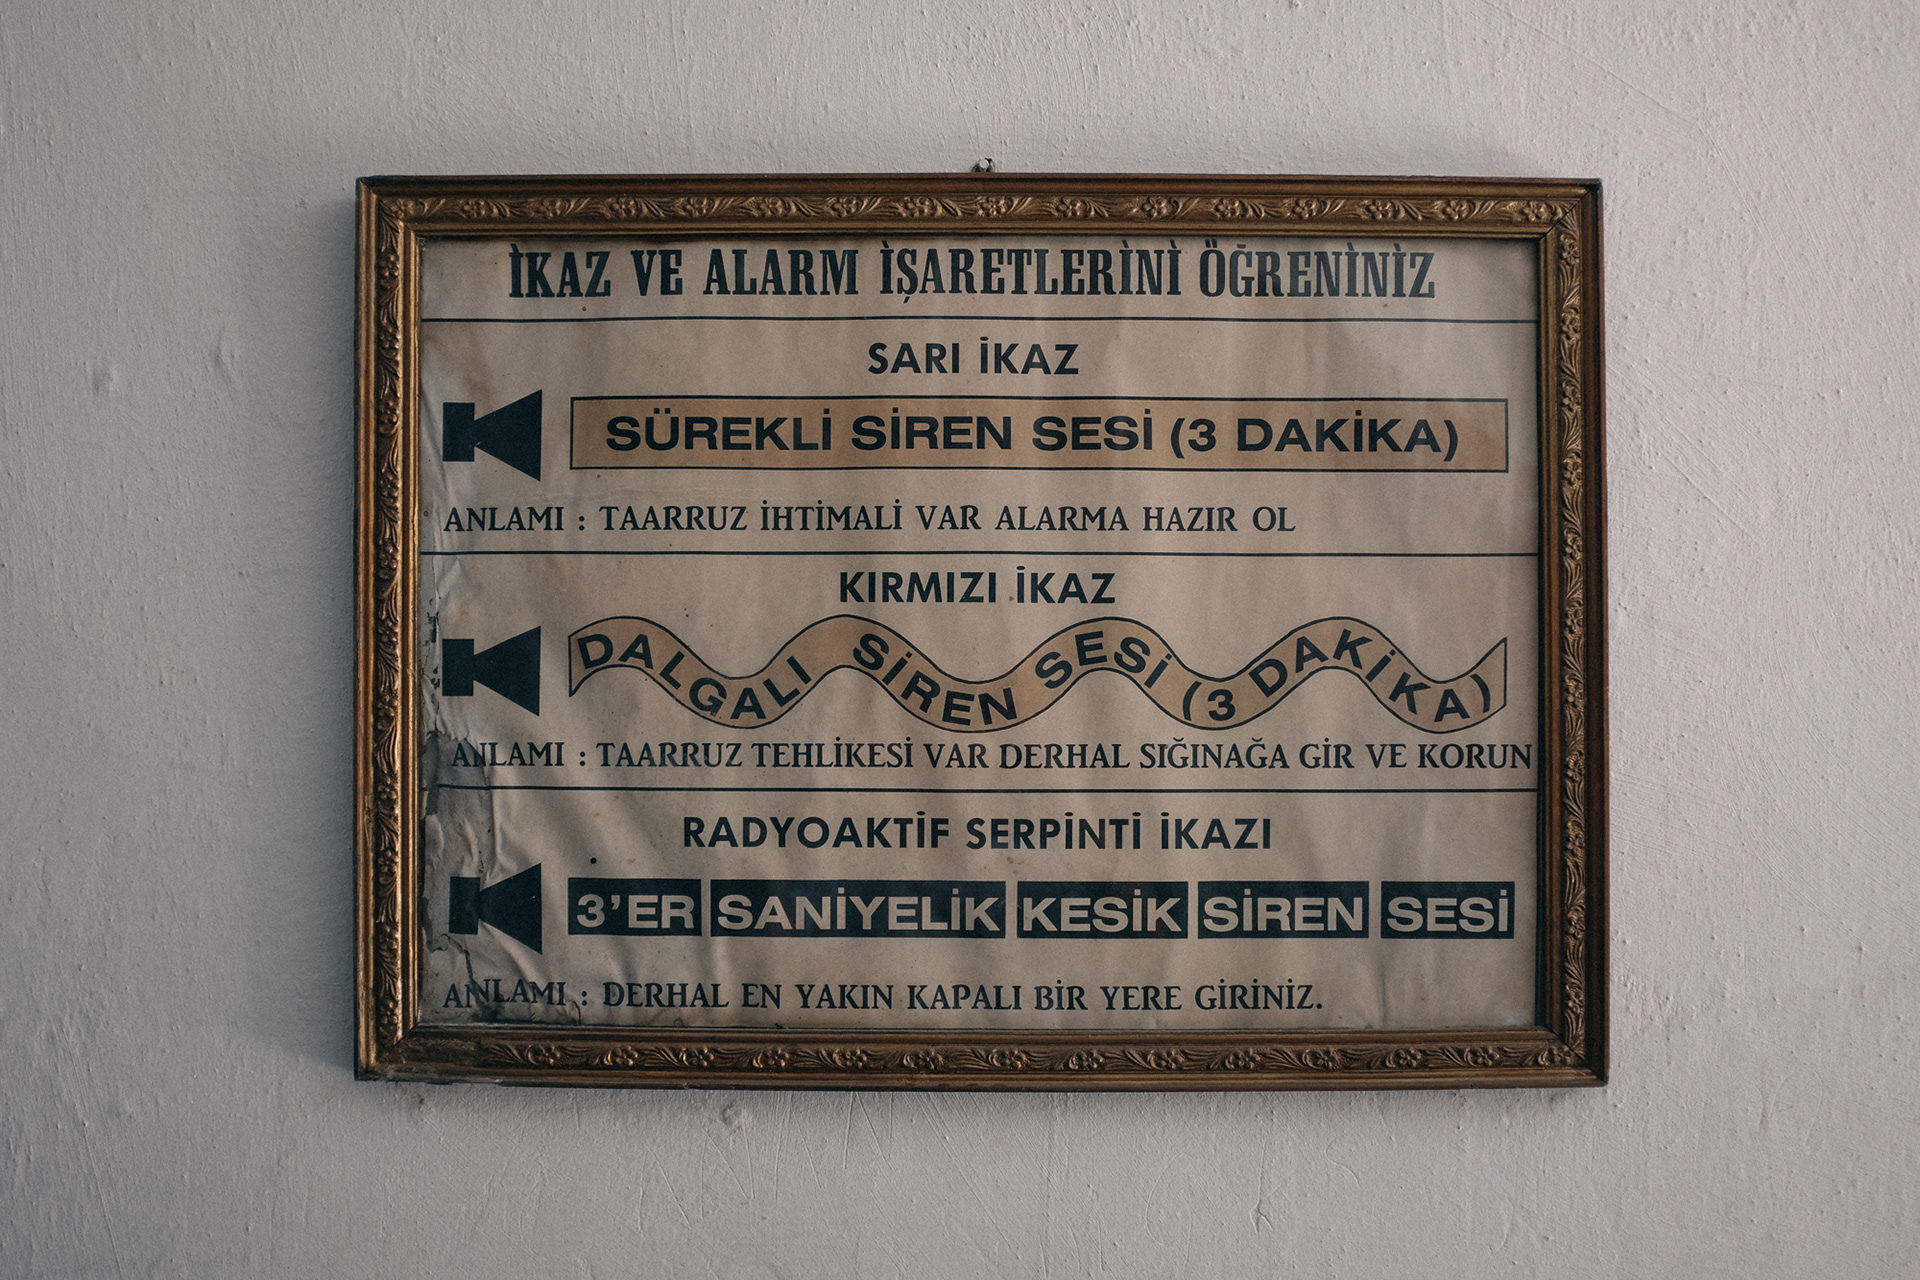 İKAZ VE ALARM İŞARETLERİNİ ÖĞRENİNİZ
SARI İKAZ
SÜREKLİ SİREN SESİ (3 DAKİKA)
ANLAMI : TAARRUZ İHTİMALİ VAR ALARMA HAZIR OL
KIRMIZI İKAZ
DALGALI SİREN SESİ (3 DAKİKA)
ANLAMI : TAARRUZ TEHLİKESİ VAR DERHAL SIĞINAĞA GİR VE KORUN
RADYOAKTİF SERPİNTİ İKAZI
3'ER SANİYELİK KESİK SİREN SESİ
ANLAMI : DERHAL EN YAKIN KAPALI BİR YERE GİRİNİZ.